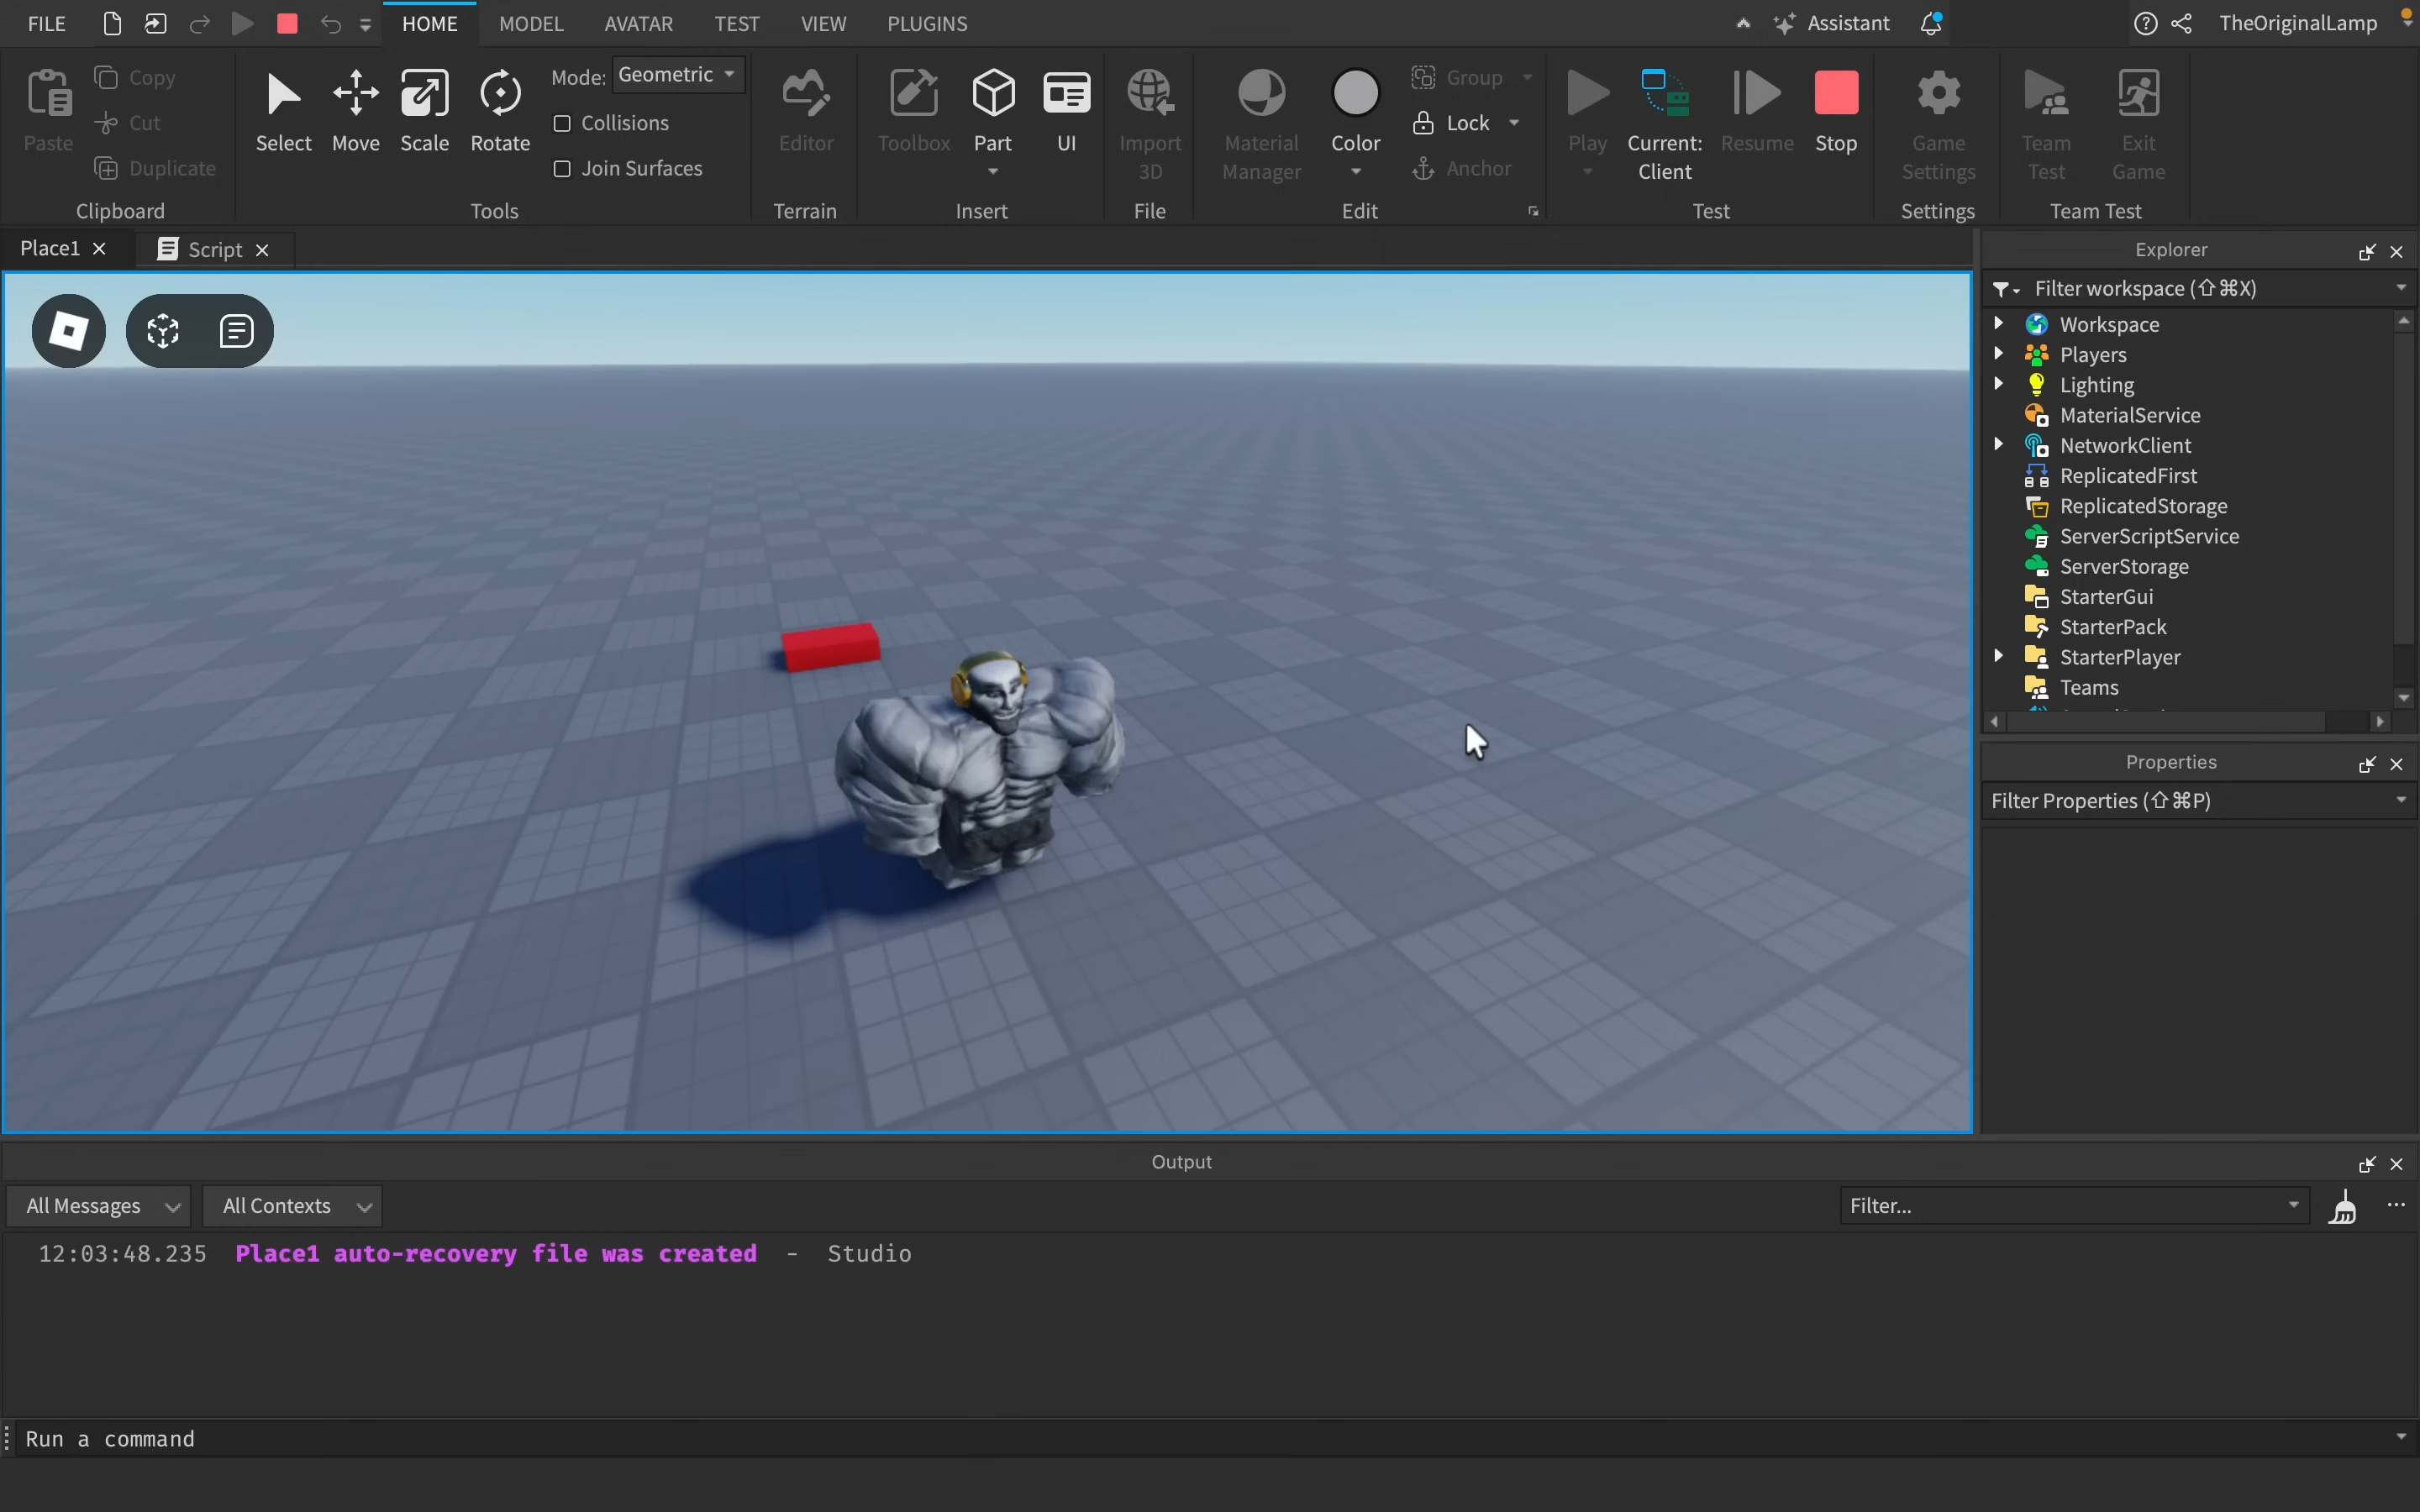 FILE
HOME
MODEL
AVATAR
TEST
VIEW
PLUGINS
Assistant
TheOriginalLamp
Paste
Copy
Cut
Duplicate
Clipboard
Select
Move
Scale
Rotate
Mode: Geometric
Collisions
Join Surfaces
Tools
Editor
Terrain
Toolbox
Part
UI
Insert
Import
3D
File
Material
Manager
Color
Group
Lock
Anchor
Edit
Play
Current:
Client
Resume
Stop
Test
Game
Settings
Settings
Team
Test
Exit
Game
Team Test
Place1
Script
Explorer
Filter workspace (⇧⌘X)
Workspace
Players
Lighting
MaterialService
NetworkClient
ReplicatedFirst
ReplicatedStorage
ServerScriptService
ServerStorage
StarterGui
StarterPack
StarterPlayer
Teams
Properties
Filter Properties (⇧⌘P)
Output
All Messages
All Contexts
Filter...
12:03:48.235 Place1 auto-recovery file was created - Studio
Run a command